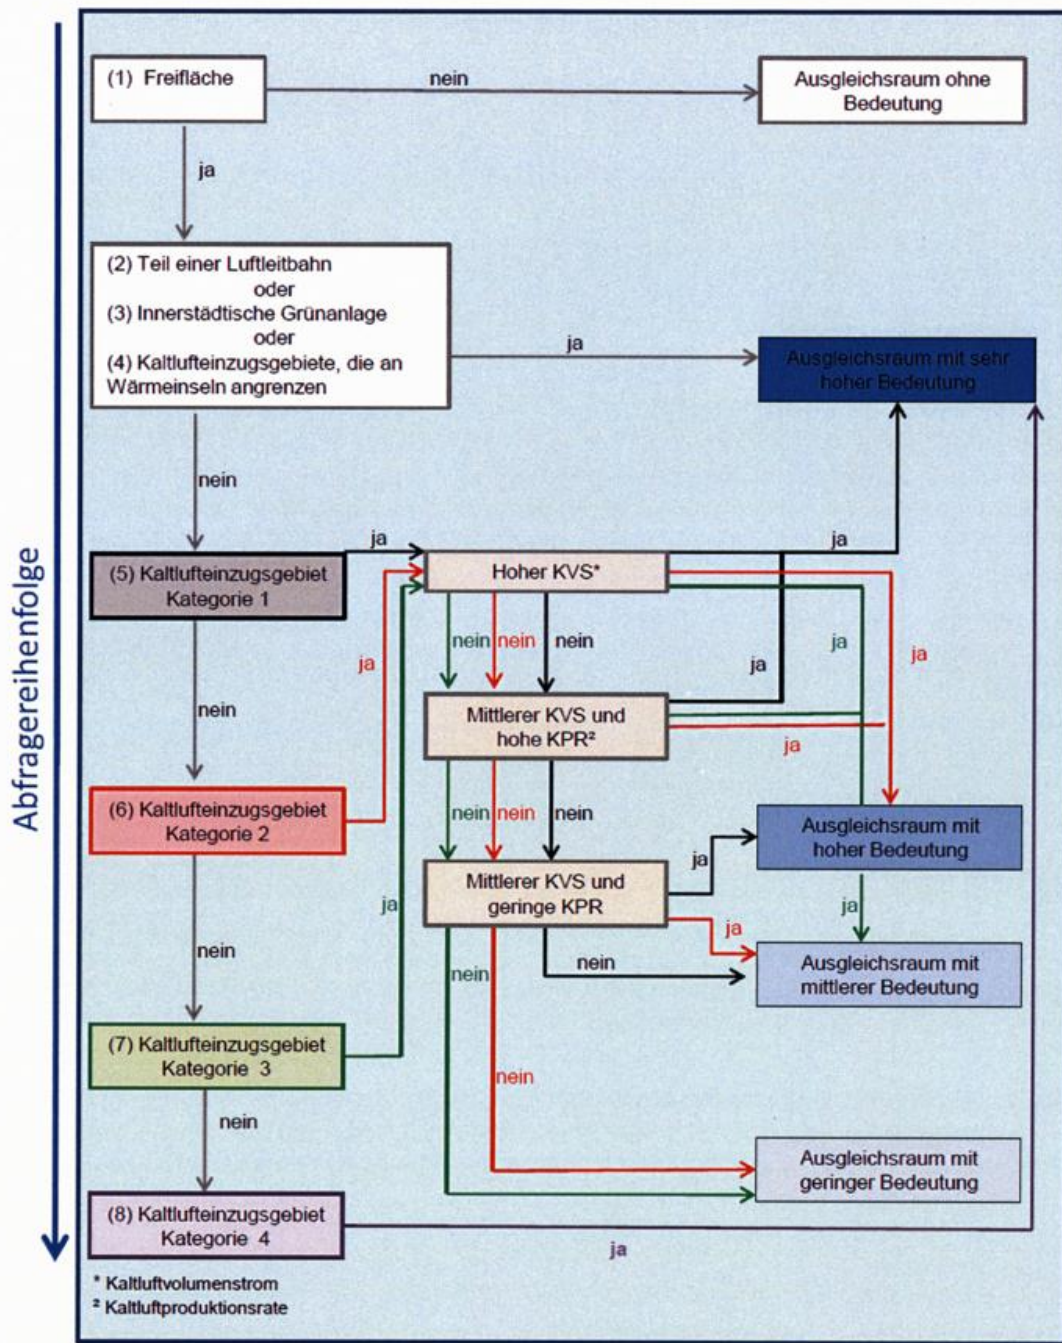 Abfragereihenfolge
(1) Freifläche
nein
Ausgleichsraum ohne
Bedeutung
ja
(2) Teil einer Luftleitbahn
oder
(3) Innerstädtische Grünanlage
oder
(4) Kaltlufteinzugsgebiete, die an
Wärmeinseln angrenzen
ja
Ausgleichsraum mit sehr
hoher Bedeutung
nein
(5) Kaltlufteinzugsgebiet
Kategorie 1
ja
Hoher KVS*
ja
nein
nein
nein
ja
ja
ja
ja
nein
Mittlerer KVS und
hohe KPR²
ja
(6) Kaltlufteinzugsgebiet
Kategorie 2
nein
nein
nein
Ausgleichsraum mit
hoher Bedeutung
Mittlerer KVS und
geringe KPR
ja
ja
ja
ja
nein
nein
nein
Ausgleichsraum mit
mittlerer Bedeutung
(7) Kaltlufteinzugsgebiet
Kategorie 3
nein
nein
Ausgleichsraum mit
geringer Bedeutung
(8) Kaltlufteinzugsgebiet
Kategorie 4
ja
* Kaltluftvolumenstrom
² Kaltluftproduktionsrate